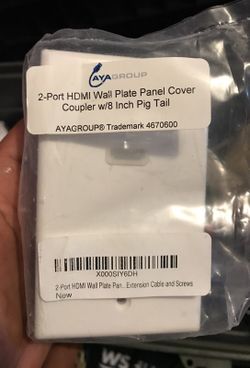 AYAGROUP
2-Port HDMI Wall Plate Panel Cover
Coupler w/8 Inch Pig Tail
AYAGROUP® Trademark 4670600
X000SIY6DH
2-Port HDMI Wall Plate Pan... Extension Cable and Screws
New
WS